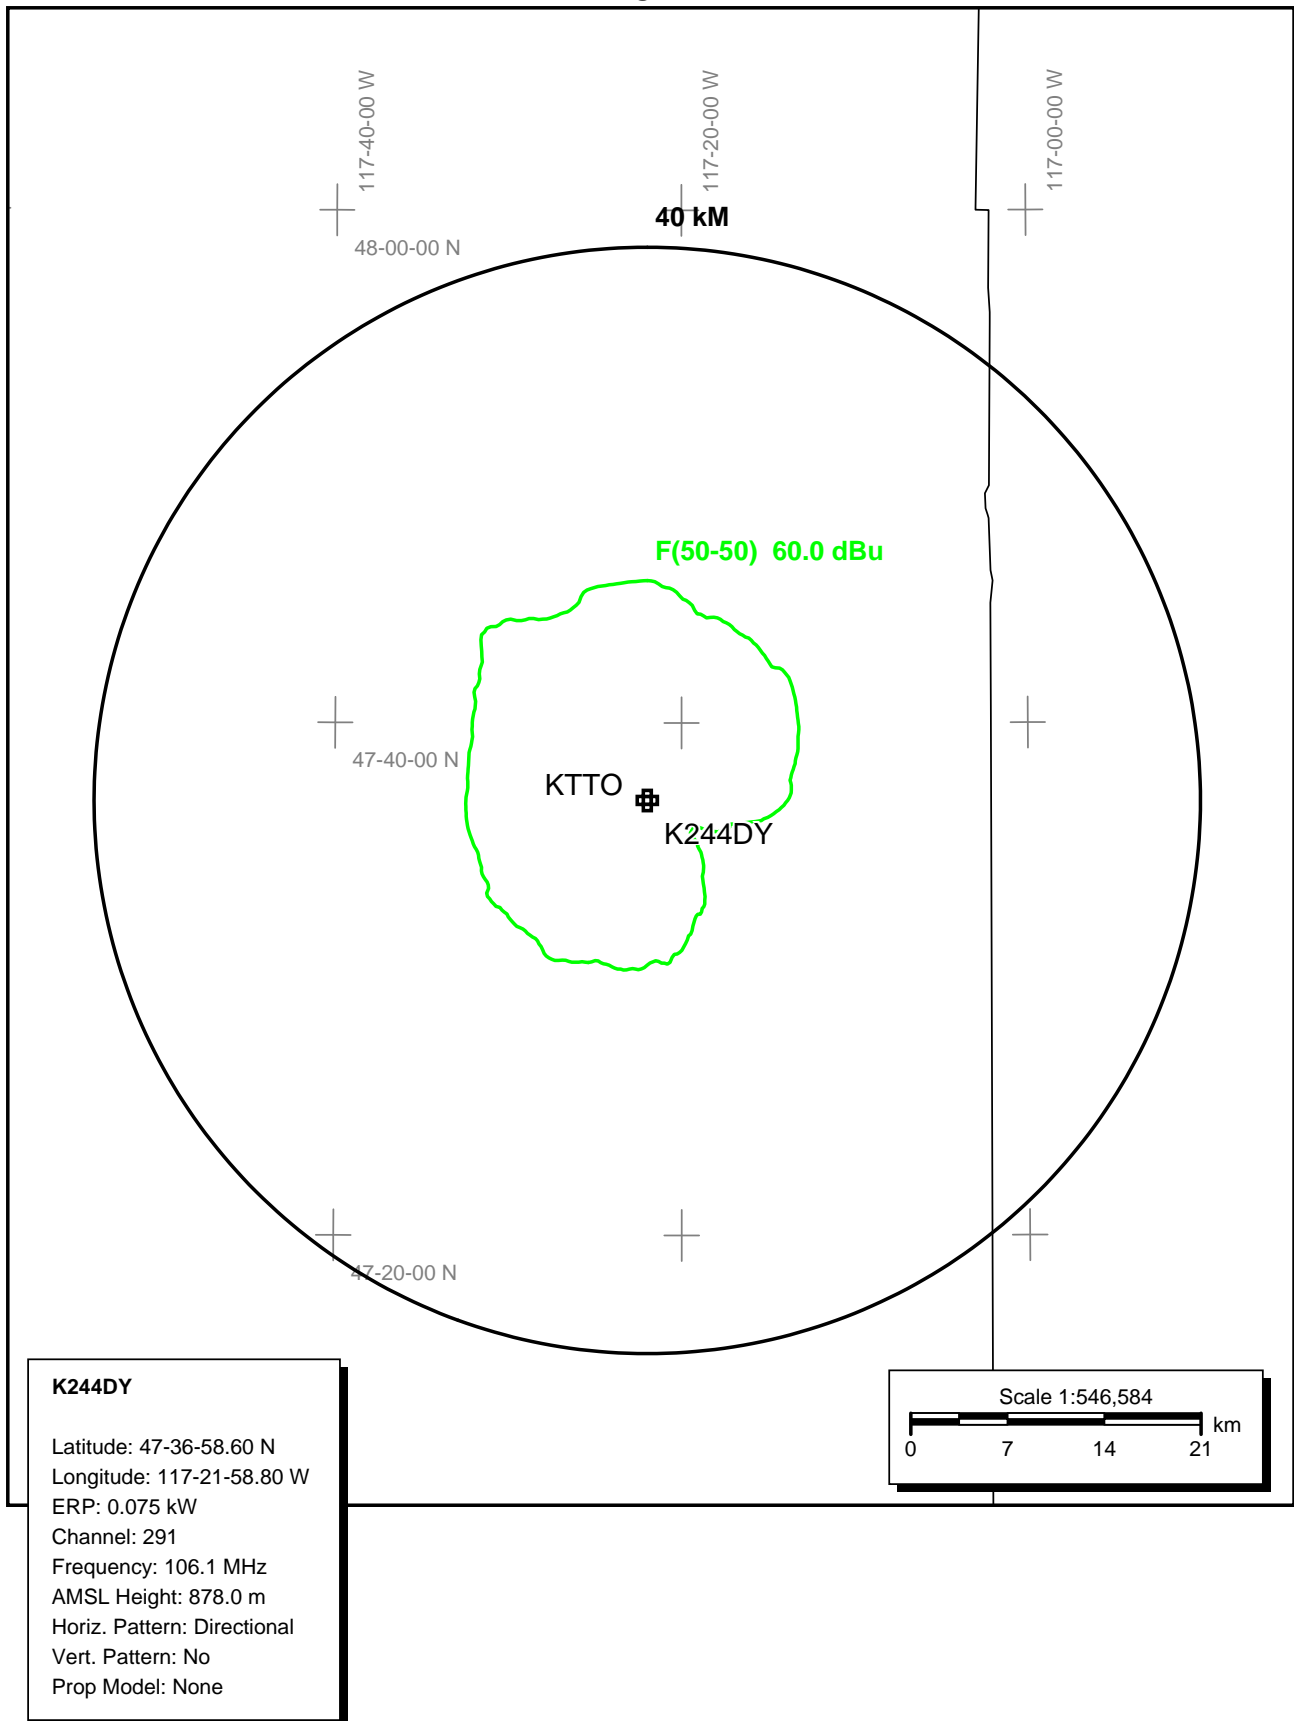 117-40-00 W
117-20-00 W
117-00-00 W
40 kM
48-00-00 N
F(50-50) 60.0 dBu
47-40-00 N
KTTO
K244DY
47-20-00 N
K244DY
Latitude: 47-36-58.60 N
Longitude: 117-21-58.80 W
ERP: 0.075 kW
Channel: 291
Frequency: 106.1 MHz
AMSL Height: 878.0 m
Horiz. Pattern: Directional
Vert. Pattern: No
Prop Model: None
Scale 1:546,584
km
0 7 14 21